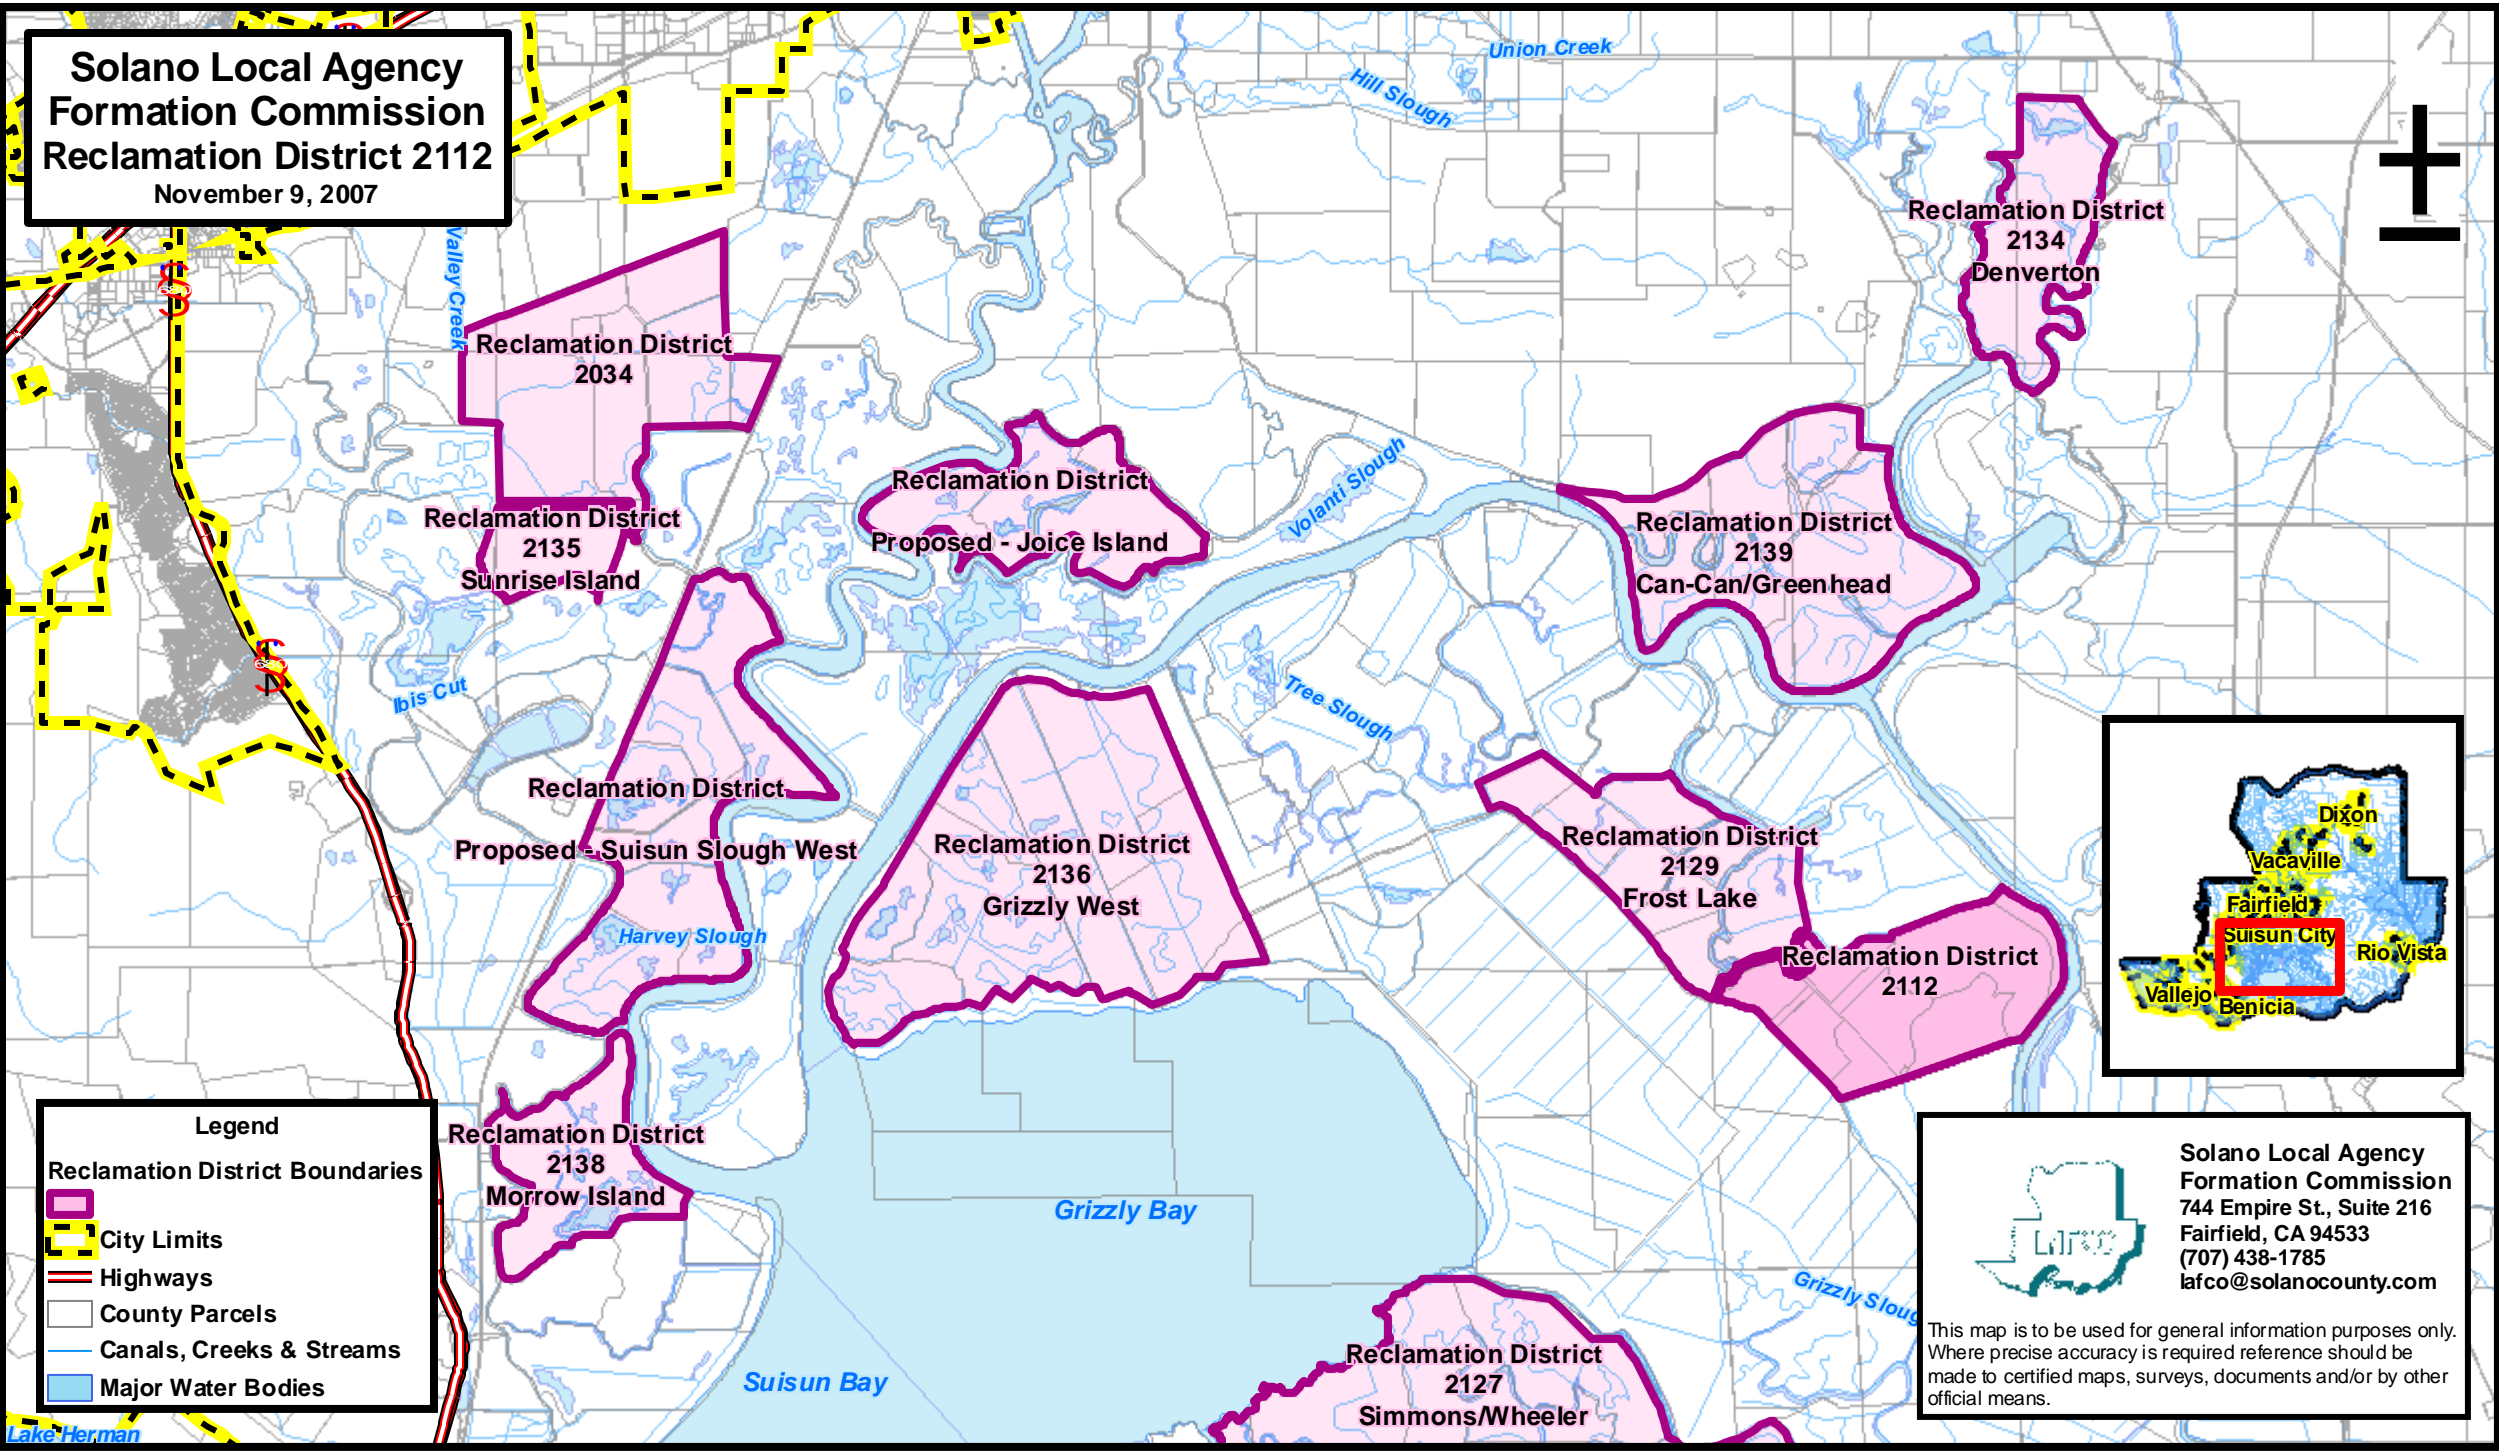 Solano Local Agency
Formation Commission
Reclamation District 2112
November 9, 2007
Union Creek
Hill Slough
Valley Creek
Reclamation District
2134
Denverton
Reclamation District
2034
Reclamation District
Proposed - Joice Island
Volanti Slough
Reclamation District
2135
Sunrise Island
Reclamation District
2139
Can-Can/Greenhead
Ibis Cut
Tree Slough
Reclamation District
Proposed - Suisun Slough West
Harvey Slough
Reclamation District
2136
Grizzly West
Reclamation District
2129
Frost Lake
Reclamation District
2112
Dixon
Vacaville
Fairfield
Suisun City
Rio Vista
Vallejo
Benicia
Reclamation District
2138
Morrow Island
Grizzly Bay
Suisun Bay
Grizzly Sloug
Reclamation District
2127
Simmons/Wheeler
Lake Herman
Legend
Reclamation District Boundaries
City Limits
Highways
County Parcels
Canals, Creeks & Streams
Major Water Bodies
LAFCO
Solano Local Agency
Formation Commission
744 Empire St., Suite 216
Fairfield, CA 94533
(707) 438-1785
lafco@solanocounty.com
This map is to be used for general information purposes only.
Where precise accuracy is required reference should be
made to certified maps, surveys, documents and/or by other
official means.